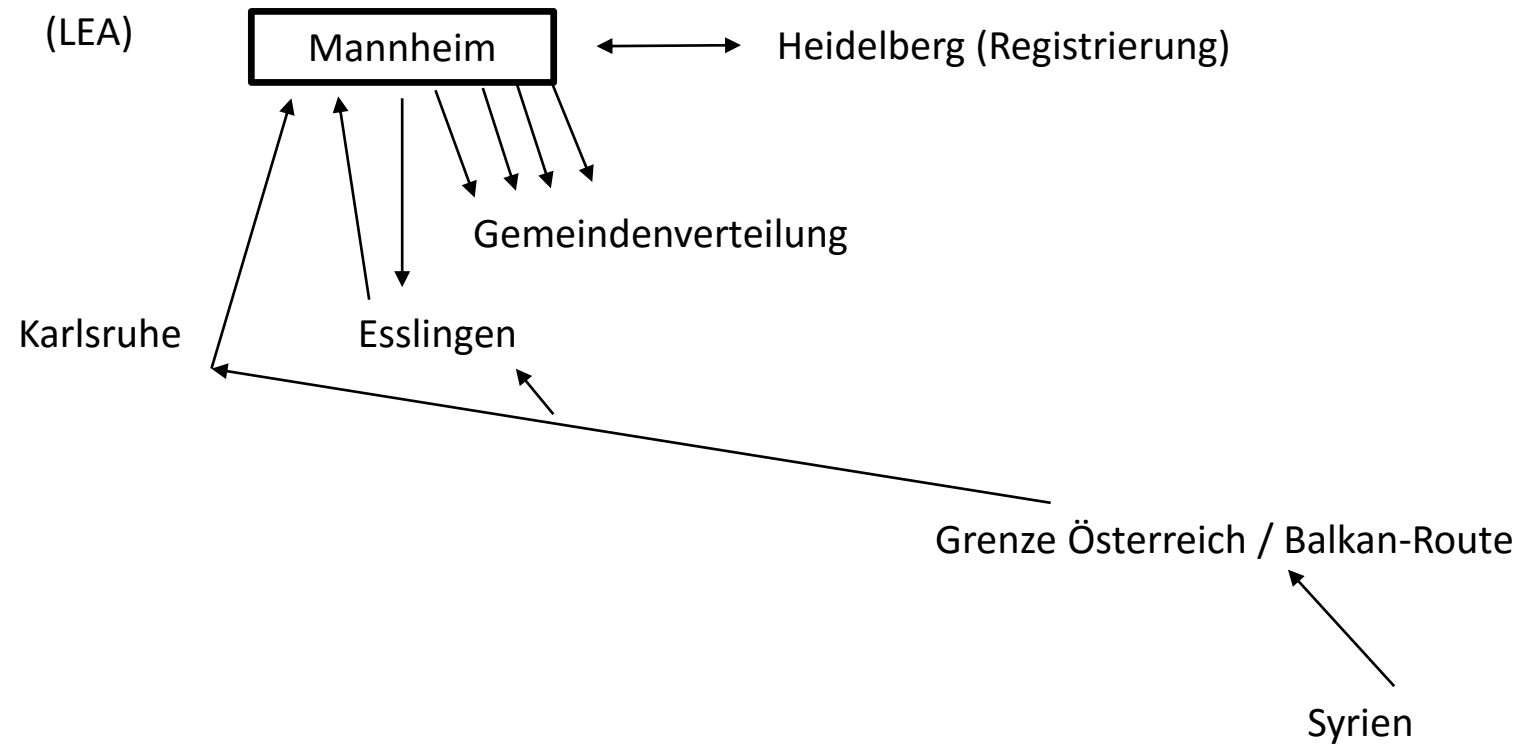 (LEA)
Mannheim
Heidelberg (Registrierung)
Gemeindenverteilung
Karlsruhe
Esslingen
Grenze Österreich / Balkan-Route
Syrien